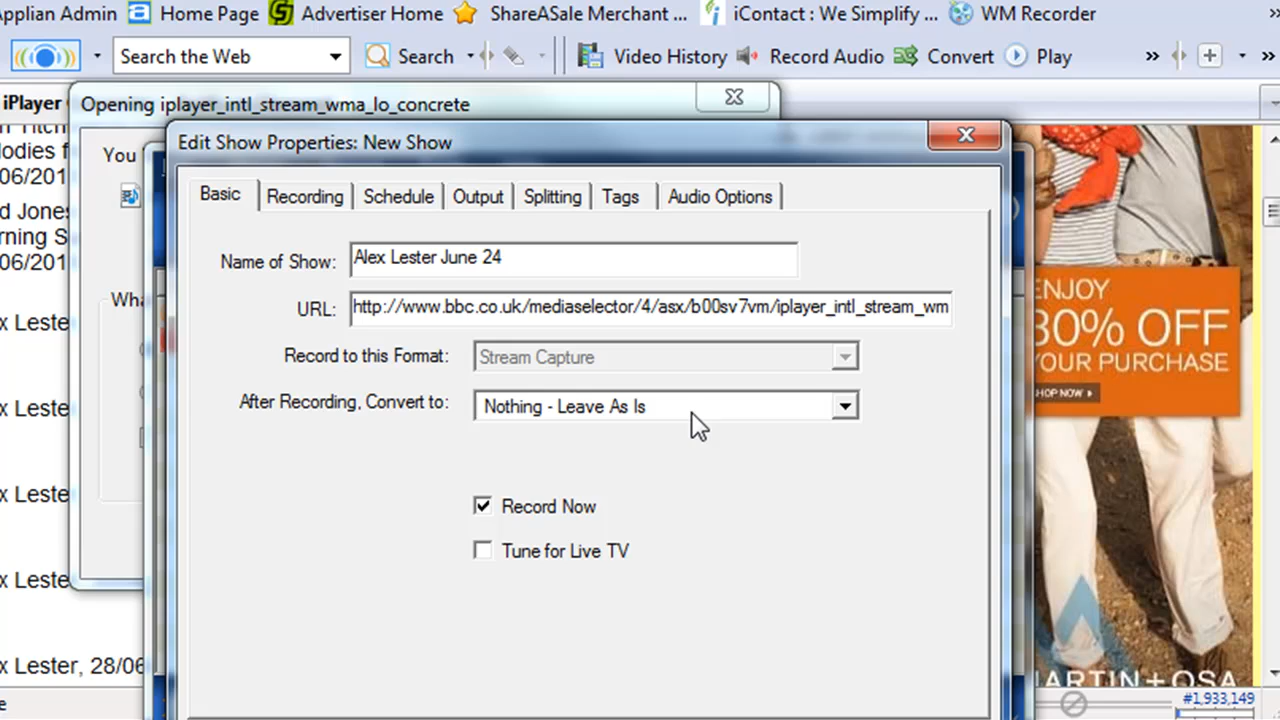 Applian Admin Home Page Advertiser Home ShareASale Merchant ... iContact : We Simplify ... WM Recorder »
Search the Web Search Video History Record Audio Convert Play » »
iPlayer Opening iplayer_intl_stream_wma_lo_concrete
Edit Show Properties: New Show
You
Basic Recording Schedule Output Splitting Tags Audio Options
Name of Show: Alex Lester June 24
URL: http://www.bbc.co.uk/mediaselector/4/asx/b00sv7vm/iplayer_intl_stream_wm
Record to this Format: Stream Capture
After Recording, Convert to: Nothing - Leave As Is
Record Now
Tune for Live TV
06/201
d Jones
rning S
06/201
Wha
x Leste
x Leste
x Leste
x Leste
x Lester, 28/06
ENJOY
30% OFF
YOUR PURCHASE
SHOP NOW
MARTIN+OSA
#1,933,149